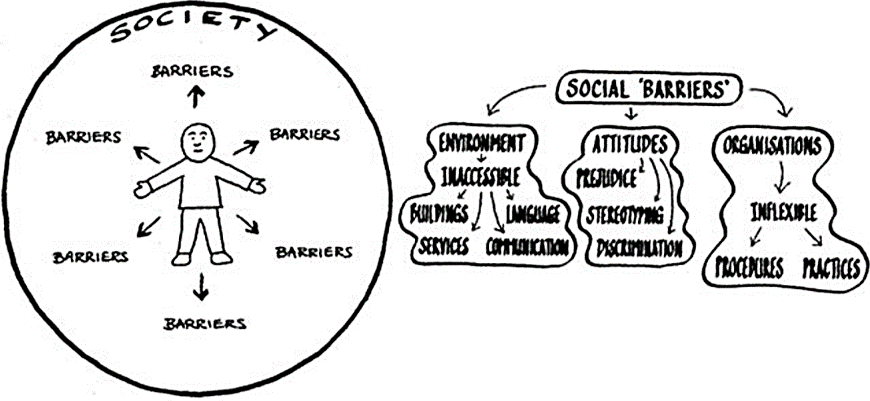 SOCIETY
BARRIERS
BARRIERS
BARRIERS
BARRIERS
BARRIERS
BARRIERS
SOCIAL 'BARRIERS'
ENVIRONMENT
INACCESSIBLE
BUILDINGS LANGUAGE
SERVICES COMMUNICATION
ATTITUDES
PREJUDICE
STEREOTYPING
DISCRIMINATION
ORGANISATIONS
INFLEXIBLE
PROCEDURES PRACTICES